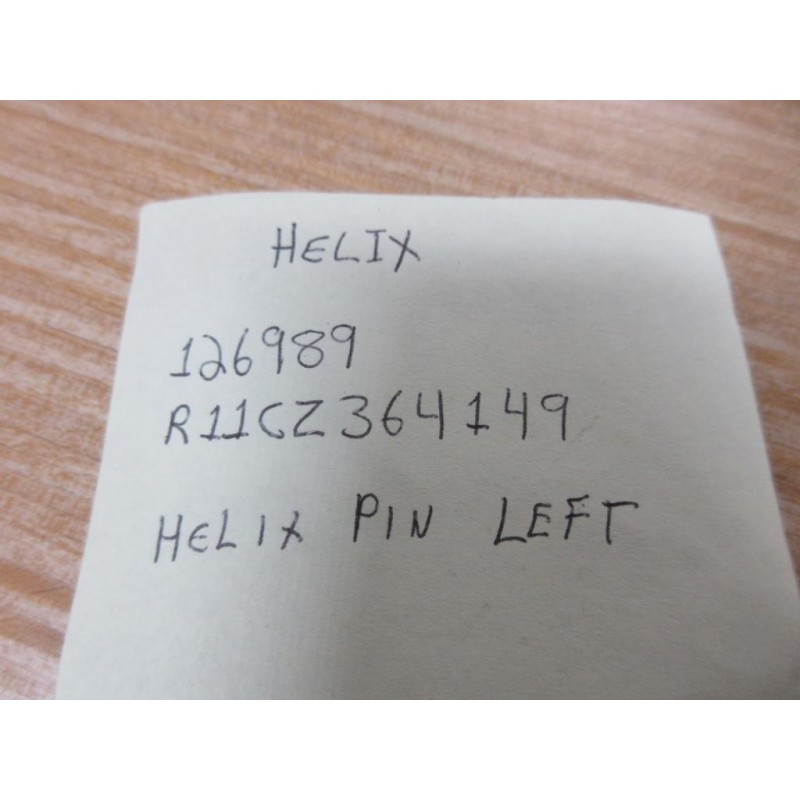 HELIX
126989
R11CZ364149
HELIX PIN LEFT